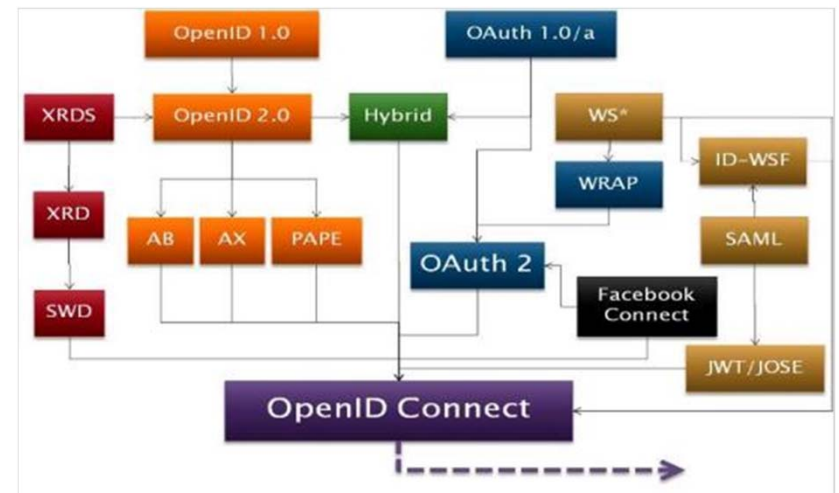 OpenID 1.0
OAuth 1.0/a
XRDS
OpenID 2.0
Hybrid
WS*
ID-WSF
WRAP
XRD
AB
AX
PAPE
SAML
OAuth 2
Facebook
Connect
SWD
JWT/JOSE
OpenID Connect